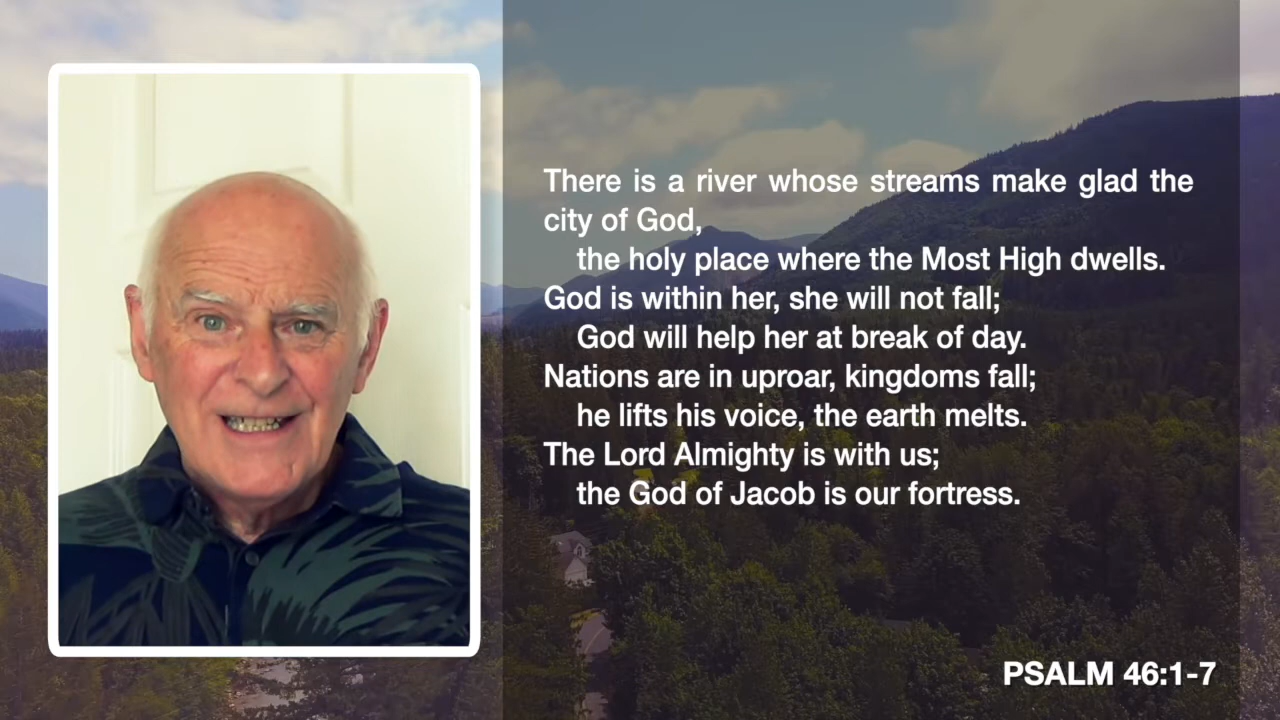 There is a river whose streams make glad the
city of God,
the holy place where the Most High dwells.
God is within her, she will not fall;
God will help her at break of day.
Nations are in uproar, kingdoms fall;
he lifts his voice, the earth melts.
The Lord Almighty is with us;
the God of Jacob is our fortress.
PSALM 46:1-7